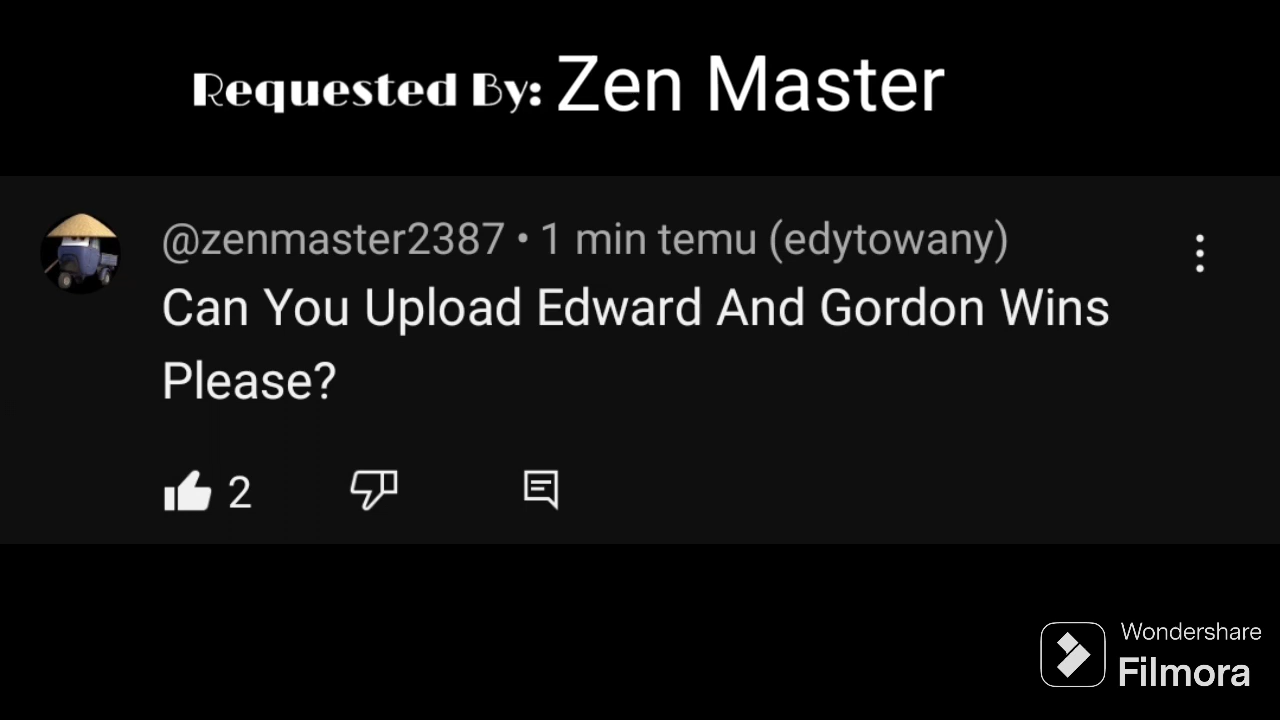 Requested By: Zen Master
@zenmaster2387 • 1 min temu (edytowany)
Can You Upload Edward And Gordon Wins
Please?
2
Wondershare
Filmora